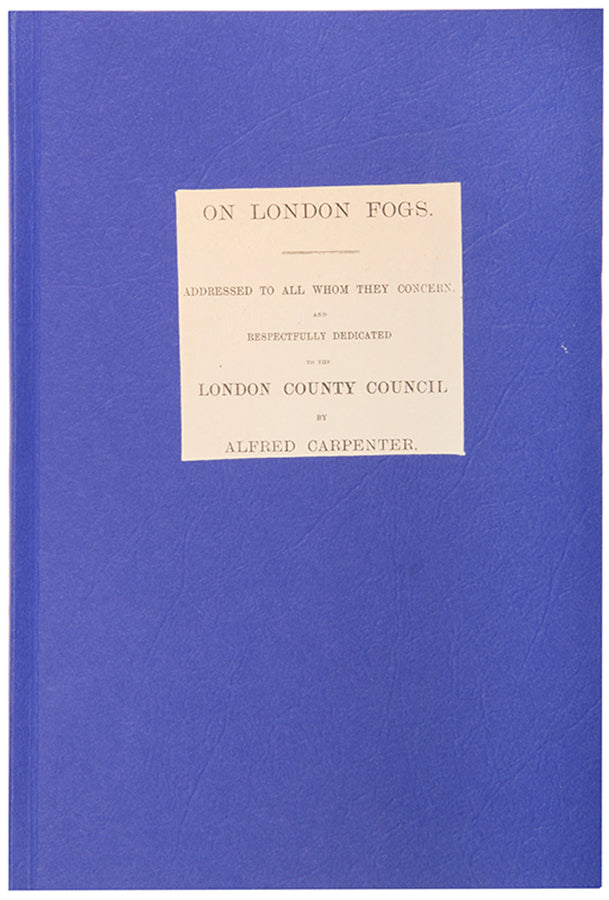 ON LONDON FOGS.
ADDRESSED TO ALL WHOM THEY CONCERN,
AND
RESPECTFULLY DEDICATED
TO THE
LONDON COUNTY COUNCIL
BY
ALFRED CARPENTER.